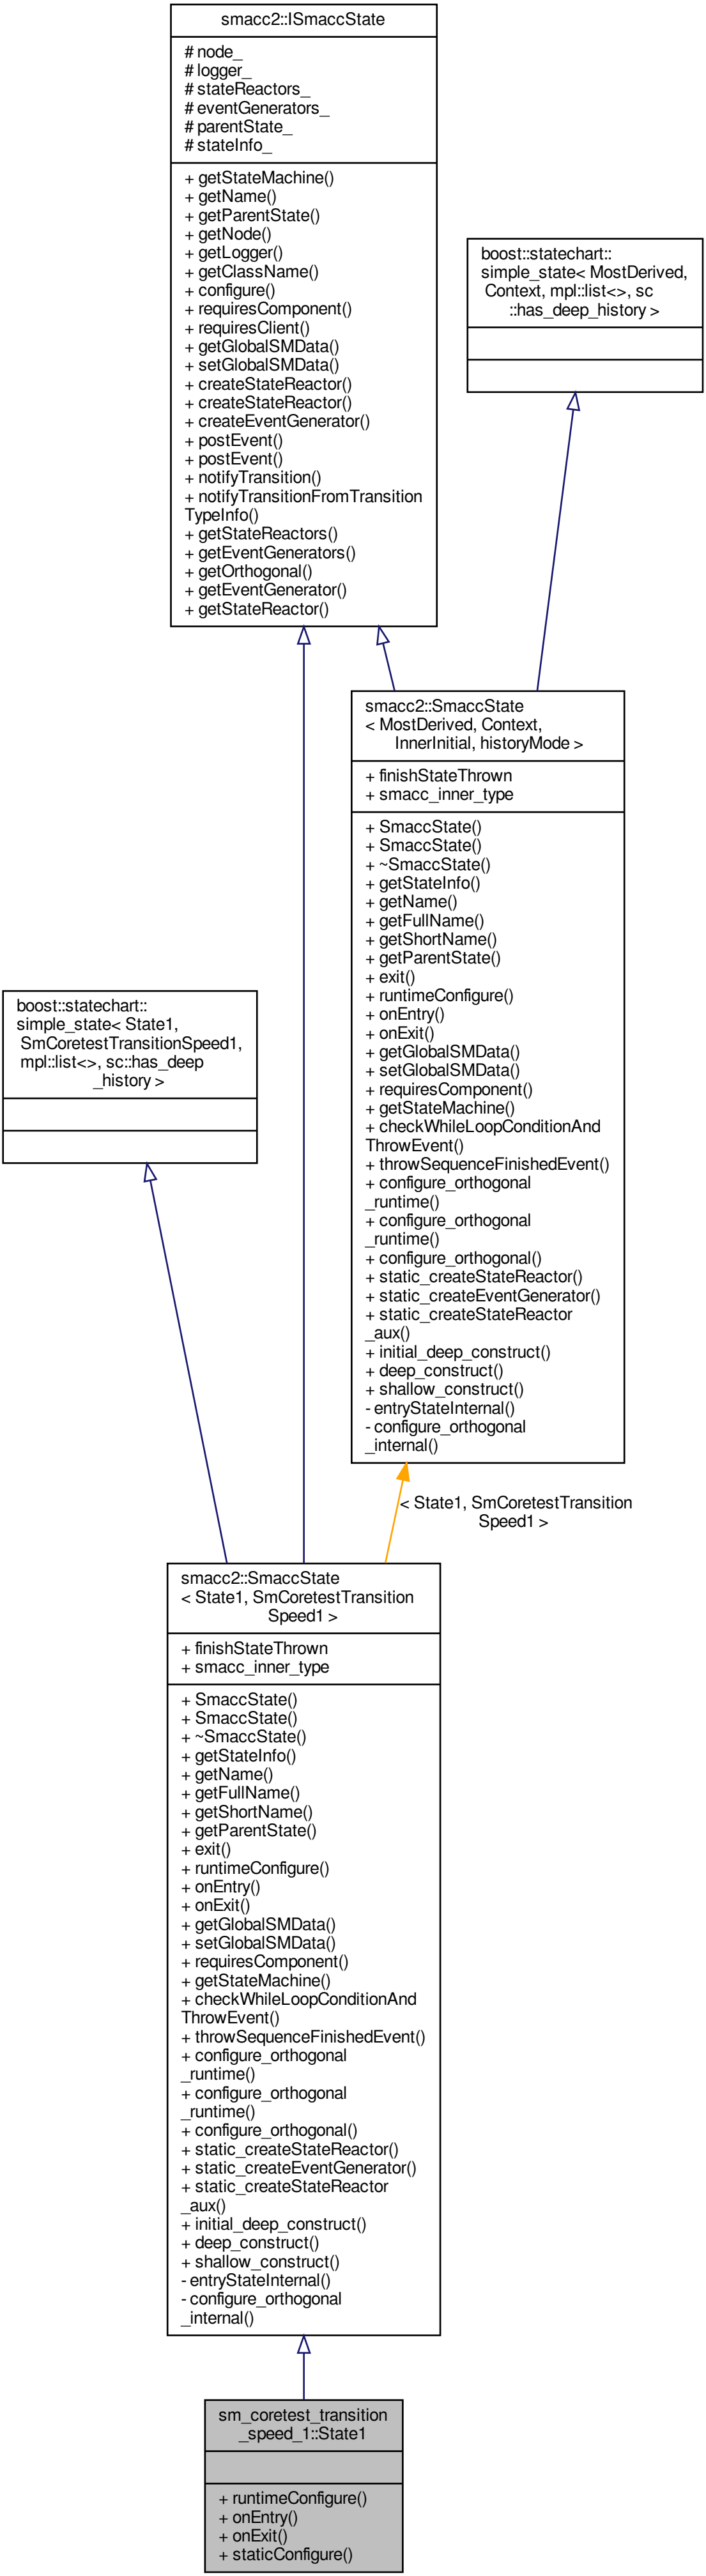 smacc2::ISmaccState
# node_
# logger_
# stateReactors_
# eventGenerators_
# parentState_
# stateInfo_
+ getStateMachine()
+ getName()
+ getParentState()
+ getNode()
+ getLogger()
+ getClassName()
+ configure()
+ requiresComponent()
+ requiresClient()
+ getGlobalSMData()
+ setGlobalSMData()
+ createStateReactor()
+ createStateReactor()
+ createEventGenerator()
+ postEvent()
+ postEvent()
+ notifyTransition()
+ notifyTransitionFromTransition
TypeInfo()
+ getStateReactors()
+ getEventGenerators()
+ getOrthogonal()
+ getEventGenerator()
+ getStateReactor()
boost::statechart::
simple_state< MostDerived,
Context, mpl::list<>, sc
::has_deep_history >
smacc2::SmaccState
< MostDerived, Context,
InnerInitial, historyMode >
+ finishStateThrown
+ smacc_inner_type
+ SmaccState()
+ SmaccState()
+ ~SmaccState()
+ getStateInfo()
+ getName()
+ getFullName()
+ getShortName()
+ getParentState()
+ exit()
+ runtimeConfigure()
+ onEntry()
+ onExit()
+ getGlobalSMData()
+ setGlobalSMData()
+ requiresComponent()
+ getStateMachine()
+ checkWhileLoopConditionAnd
ThrowEvent()
+ throwSequenceFinishedEvent()
+ configure_orthogonal
_runtime()
+ configure_orthogonal
_runtime()
+ configure_orthogonal()
+ static_createStateReactor()
+ static_createEventGenerator()
+ static_createStateReactor
_aux()
+ initial_deep_construct()
+ deep_construct()
+ shallow_construct()
- entryStateInternal()
- configure_orthogonal
_internal()
boost::statechart::
simple_state< State1,
SmCoretestTransitionSpeed1,
mpl::list<>, sc::has_deep
_history >
< State1, SmCoretestTransition
Speed1 >
smacc2::SmaccState
< State1, SmCoretestTransition
Speed1 >
+ finishStateThrown
+ smacc_inner_type
+ SmaccState()
+ SmaccState()
+ ~SmaccState()
+ getStateInfo()
+ getName()
+ getFullName()
+ getShortName()
+ getParentState()
+ exit()
+ runtimeConfigure()
+ onEntry()
+ onExit()
+ getGlobalSMData()
+ setGlobalSMData()
+ requiresComponent()
+ getStateMachine()
+ checkWhileLoopConditionAnd
ThrowEvent()
+ throwSequenceFinishedEvent()
+ configure_orthogonal
_runtime()
+ configure_orthogonal
_runtime()
+ configure_orthogonal()
+ static_createStateReactor()
+ static_createEventGenerator()
+ static_createStateReactor
_aux()
+ initial_deep_construct()
+ deep_construct()
+ shallow_construct()
- entryStateInternal()
- configure_orthogonal
_internal()
sm_coretest_transition
_speed_1::State1
+ runtimeConfigure()
+ onEntry()
+ onExit()
+ staticConfigure()